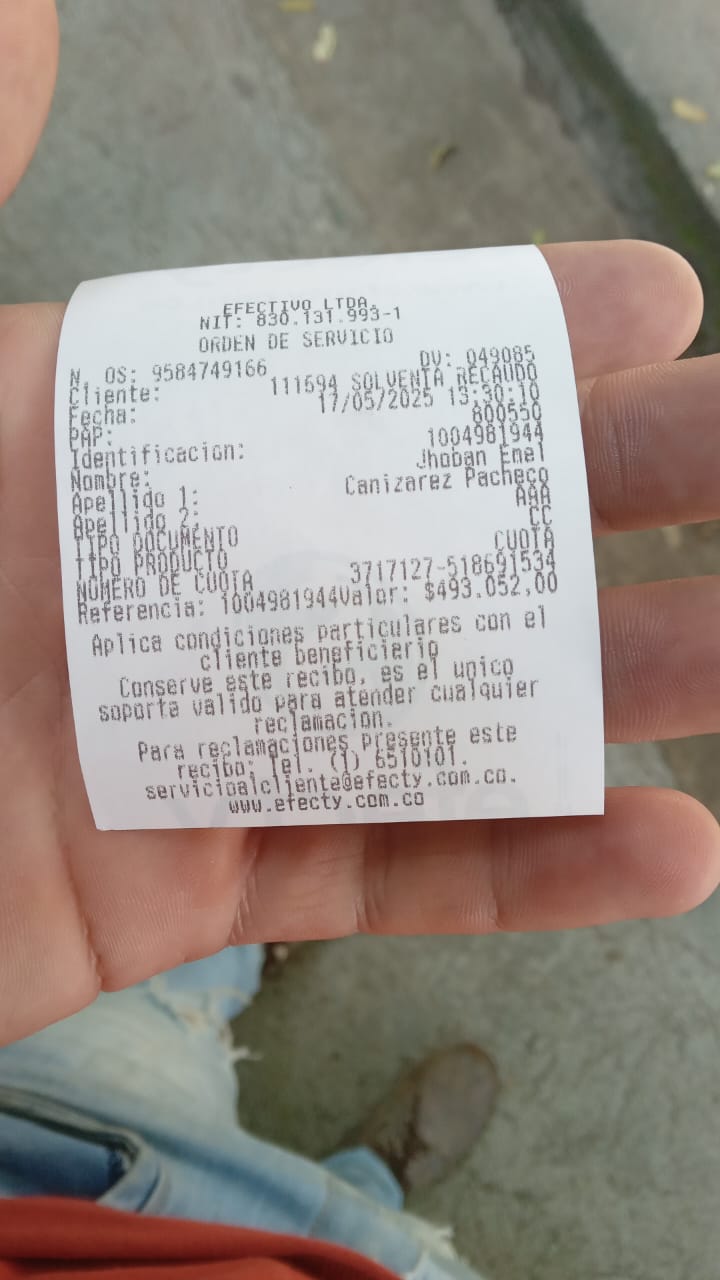 EFECTIVO LTDA.
NIT: 830.131.993-1
ORDEN DE SERVICIO
DV: 049085
N. OS: 9584749166
Cliente: 111694 SOLVENTA RECAUDO
Fecha: 17/05/2025 13:30:10
PAP: 800550
Identificacion: 1004981944
Nombre: Jhoban Enel
Apellido 1: Canizarez Pacheco
Apellido 2: AAA
TIPO DOCUMENTO CC
TIPO PRODUCTO CUOTA
NUMERO DE CUOTA 3717127-518691534
Referencia: 1004981944Valor: $493.052,00
Aplica condiciones particulares con el
cliente beneficiario
Conserve este recibo, es el unico
soporta valido para atender cualquier
reclamacion.
Para reclamaciones presente este
recibo: Tel. (1) 6510101.
servicioalcliente@efecty.com.co.
www.efecty.com.co